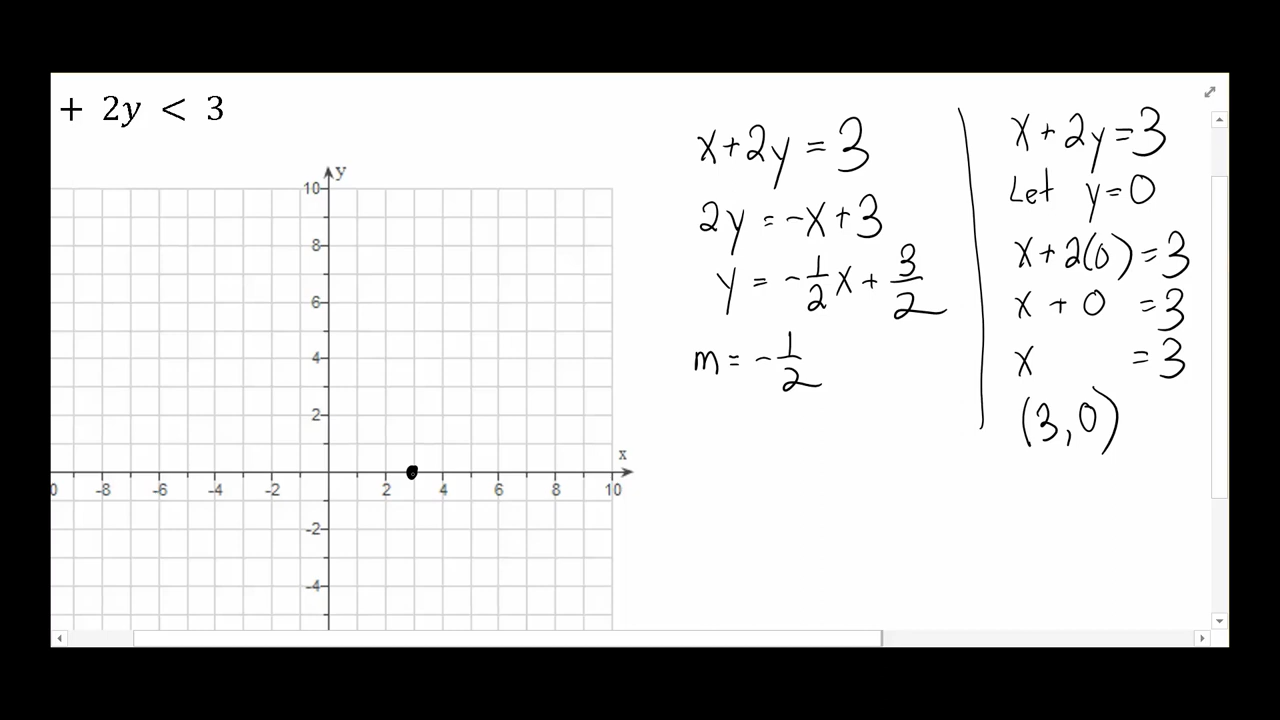 + 2y < 3
x+2y = 3
2y = -x+3
y = -1/2 x + 3/2
m = -1/2
x+2y=3
Let y=0
x+2(0)=3
x + 0 = 3
x = 3
(3,0)
y
10
8
6
4
2
x
0 -8 -6 -4 -2 2 4 6 8 10
-2
-4